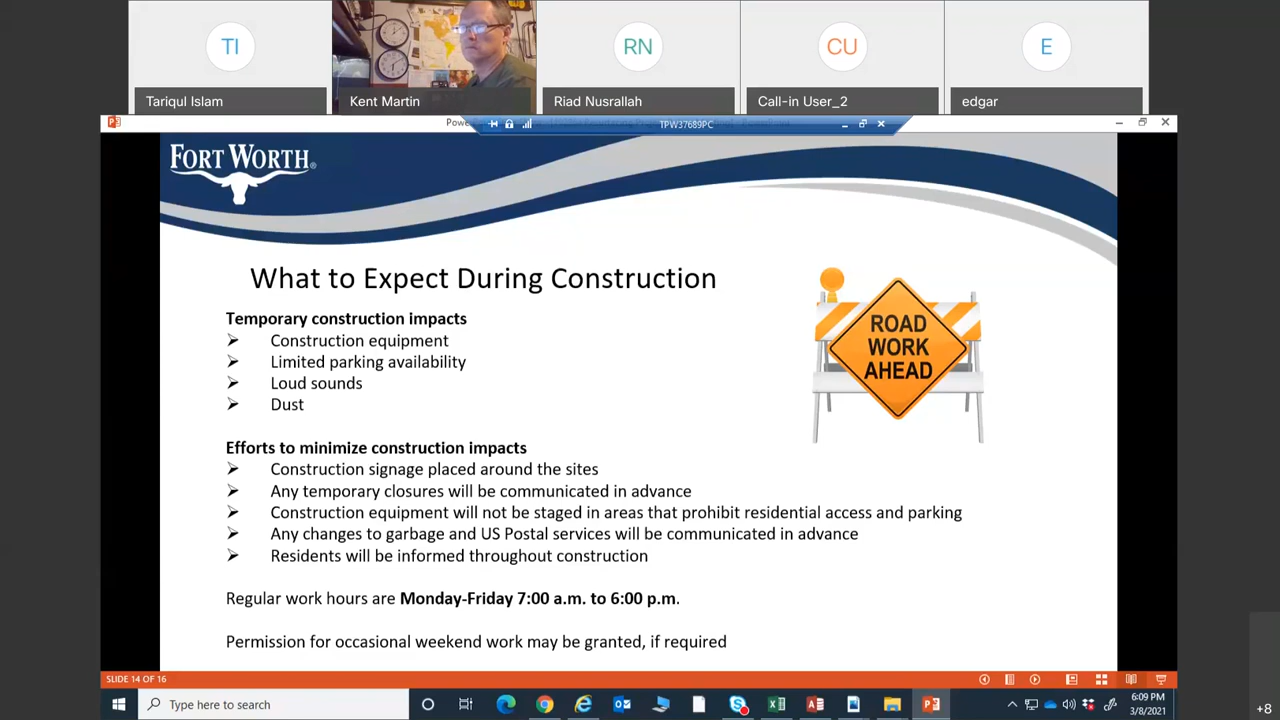 TI
RN
CU
E
Tariqul Islam
Kent Martin
Riad Nusrallah
Call-in User_2
edgar
TPW37689PC
FORT WORTH®
What to Expect During Construction
Temporary construction impacts
➢ Construction equipment
➢ Limited parking availability
➢ Loud sounds
➢ Dust
ROAD
WORK
AHEAD
Efforts to minimize construction impacts
➢ Construction signage placed around the sites
➢ Any temporary closures will be communicated in advance
➢ Construction equipment will not be staged in areas that prohibit residential access and parking
➢ Any changes to garbage and US Postal services will be communicated in advance
➢ Residents will be informed throughout construction
Regular work hours are Monday-Friday 7:00 a.m. to 6:00 p.m.
Permission for occasional weekend work may be granted, if required
SLIDE 14 OF 16
Type here to search
6:09 PM
3/8/2021
+8